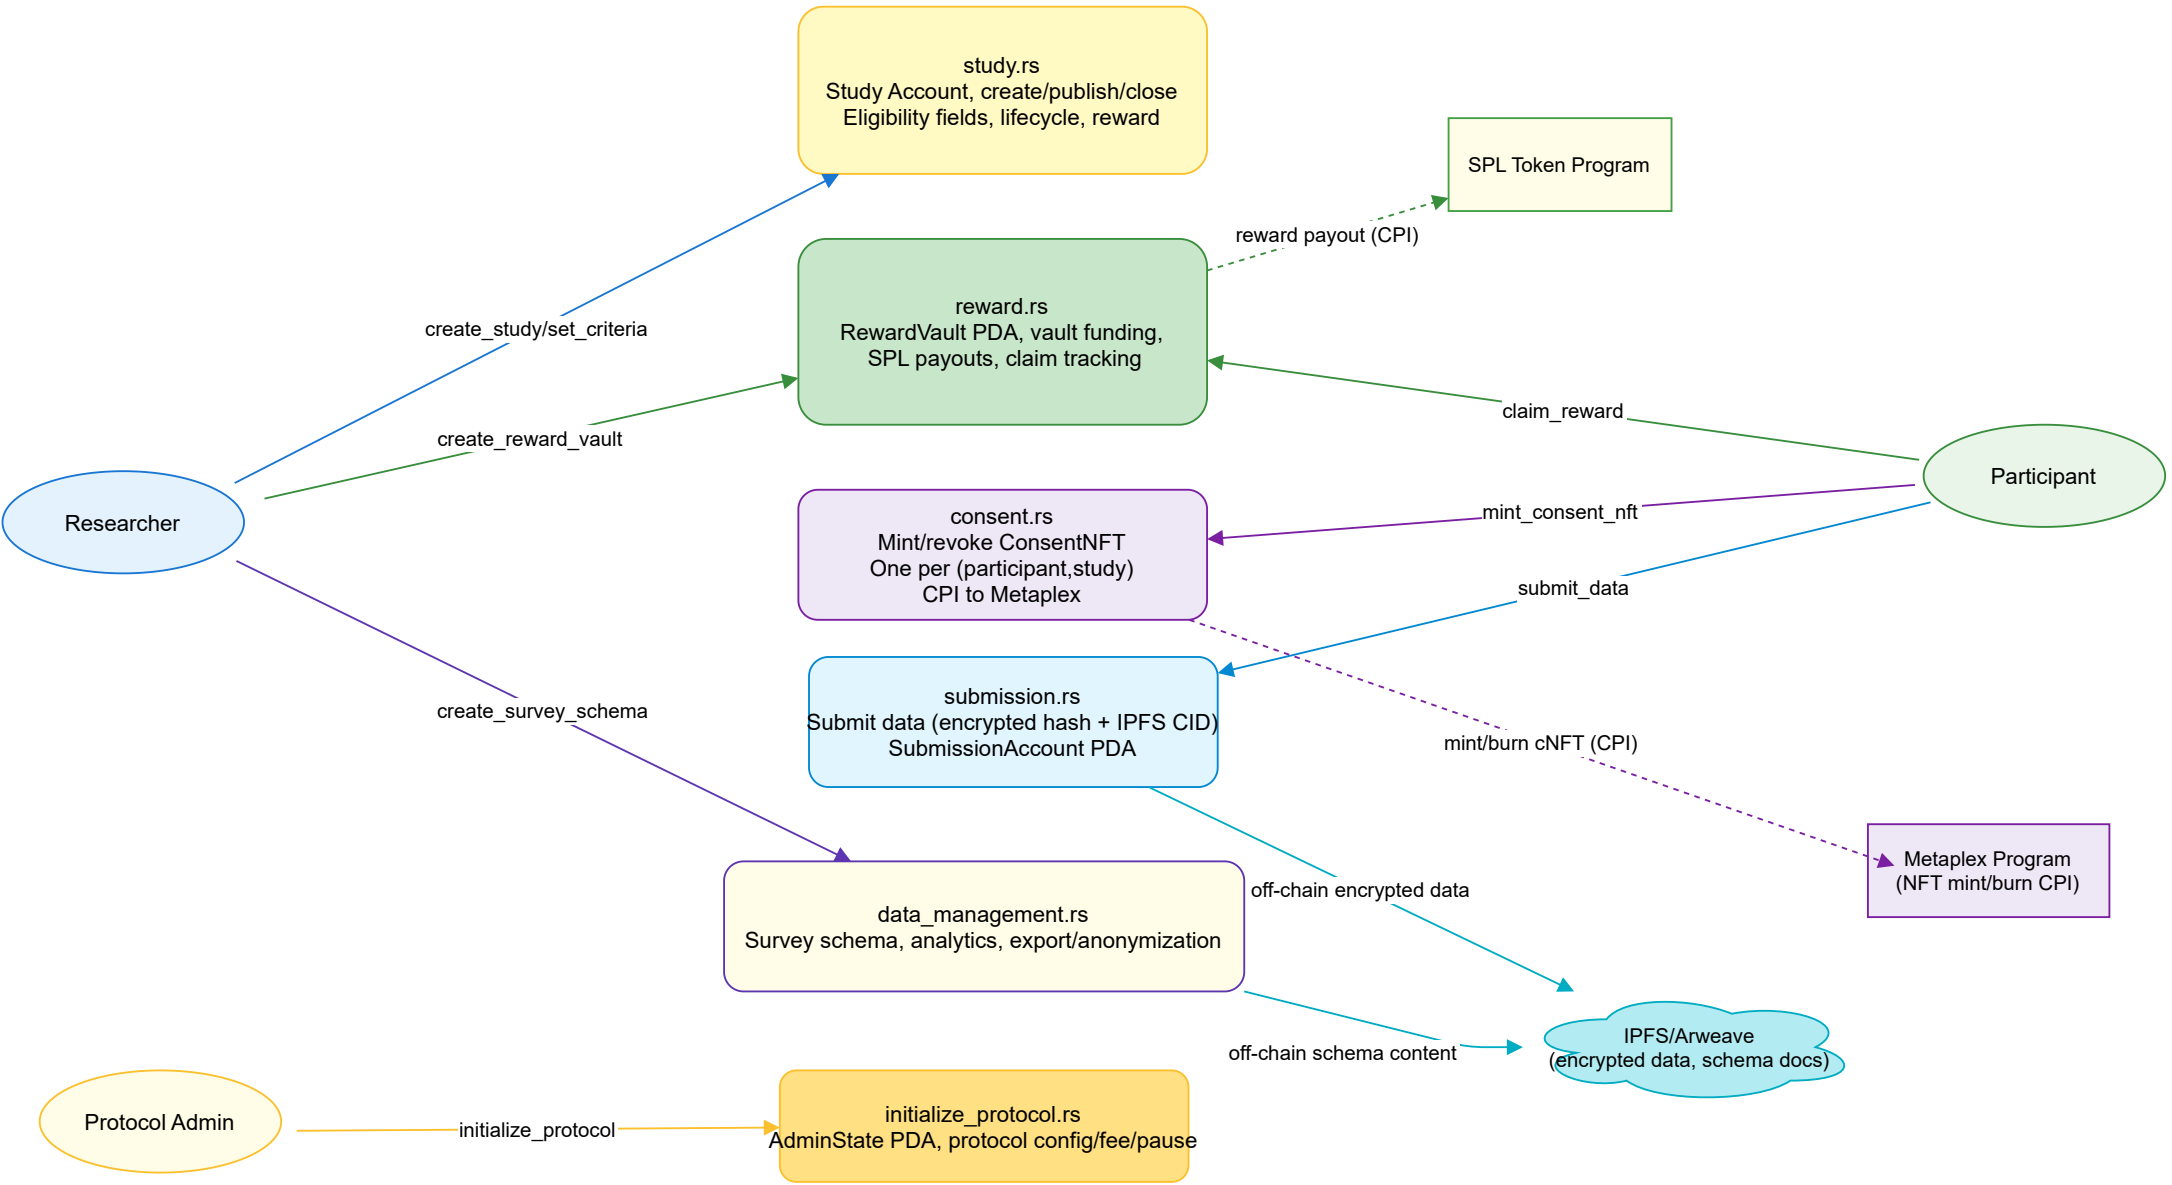 study.rs
Study Account, create/publish/close
Eligibility fields, lifecycle, reward
SPL Token Program
reward payout (CPI)
reward.rs
RewardVault PDA, vault funding,
SPL payouts, claim tracking
create_study/set_criteria
claim_reward
create_reward_vault
Researcher
Participant
consent.rs
Mint/revoke ConsentNFT
One per (participant,study)
CPI to Metaplex
mint_consent_nft
submit_data
submission.rs
Submit data (encrypted hash + IPFS CID)
SubmissionAccount PDA
create_survey_schema
mint/burn cNFT (CPI)
Metaplex Program
(NFT mint/burn CPI)
off-chain encrypted data
data_management.rs
Survey schema, analytics, export/anonymization
off-chain schema content
IPFS/Arweave
(encrypted data, schema docs)
Protocol Admin
initialize_protocol
initialize_protocol.rs
AdminState PDA, protocol config/fee/pause